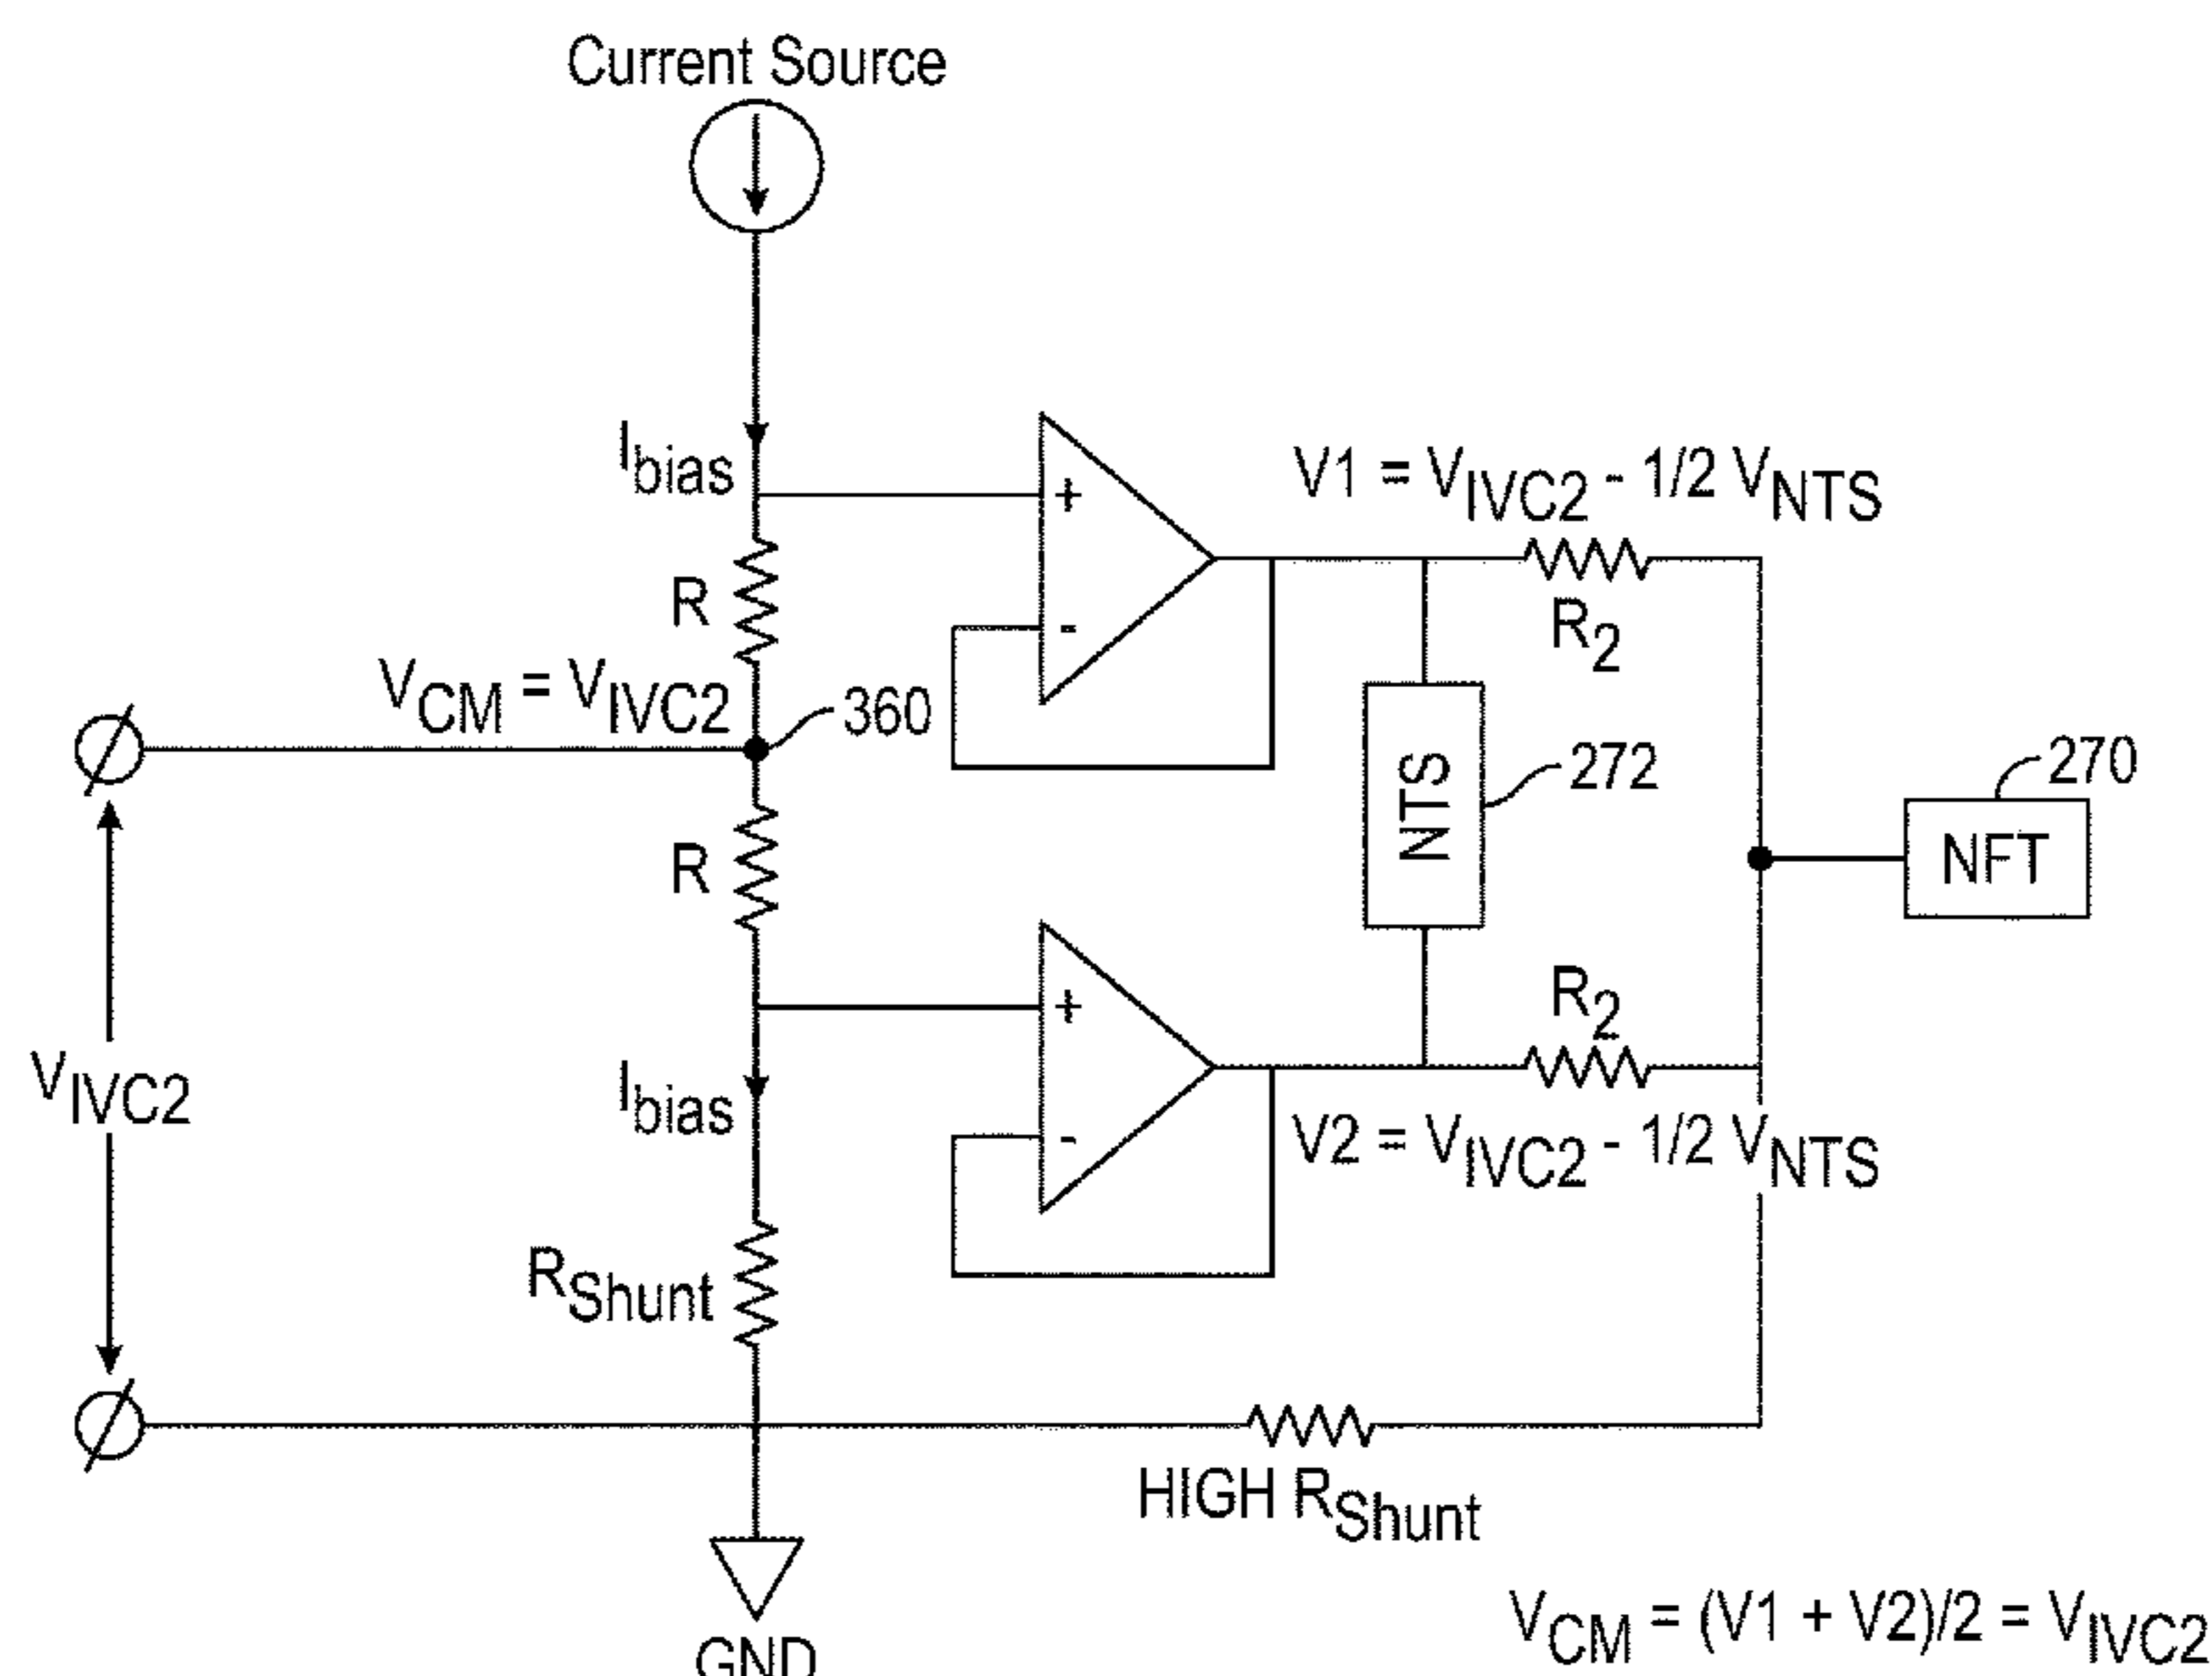 Current Source
Ibias
V1 = VIVC2 - 1/2 VNTS
+
-
R
R2
VCM = VIVC2
360
NTS
272
270
NFT
R
R2
+
-
Ibias
VIVC2
V2 = VIVC2 - 1/2 VNTS
RShunt
HIGH RShunt
GND
VCM = (V1 + V2)/2 = VIVC2